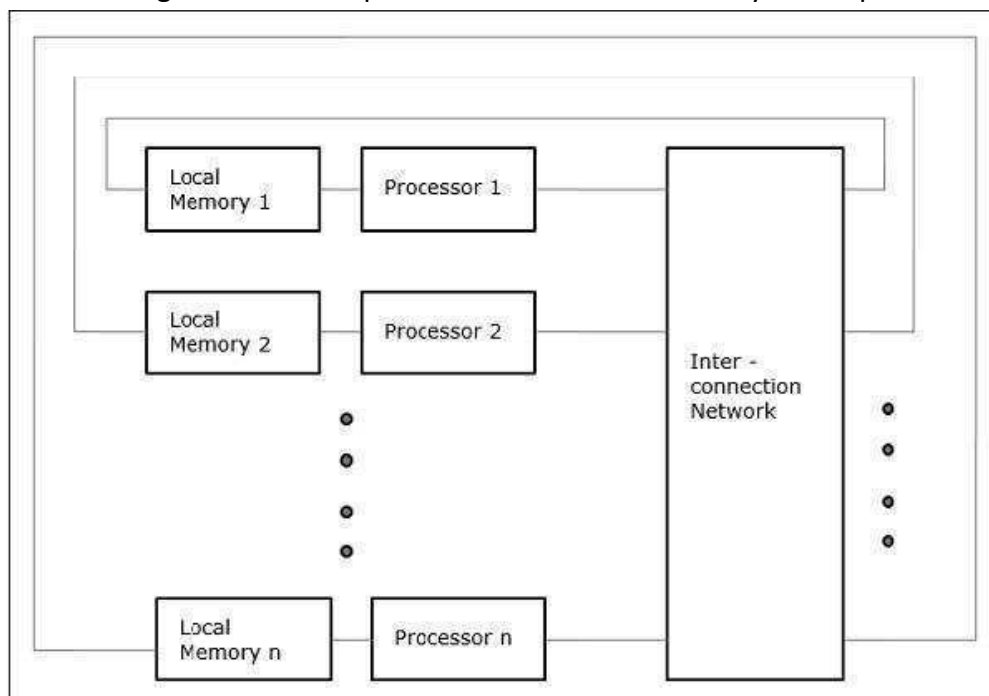 Local
Memory 1
Processor 1
Local
Memory 2
Processor 2
Inter -
connection
Network
Local
Memory n
Processor n